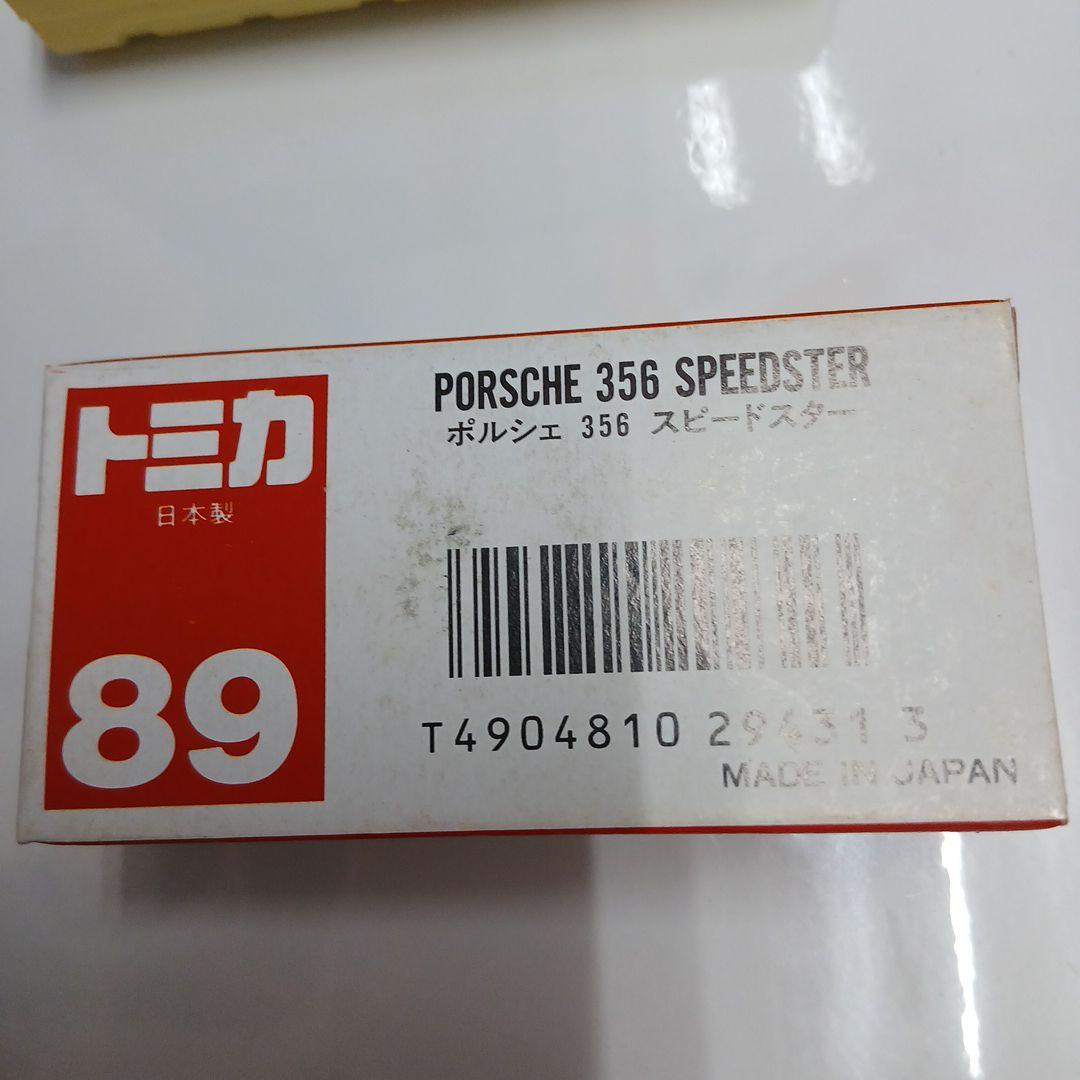 トミカ
日本製
89
PORSCHE 356 SPEEDSTER
ポルシェ 356 スピードスター
T4904810 29431 3
MADE IN JAPAN